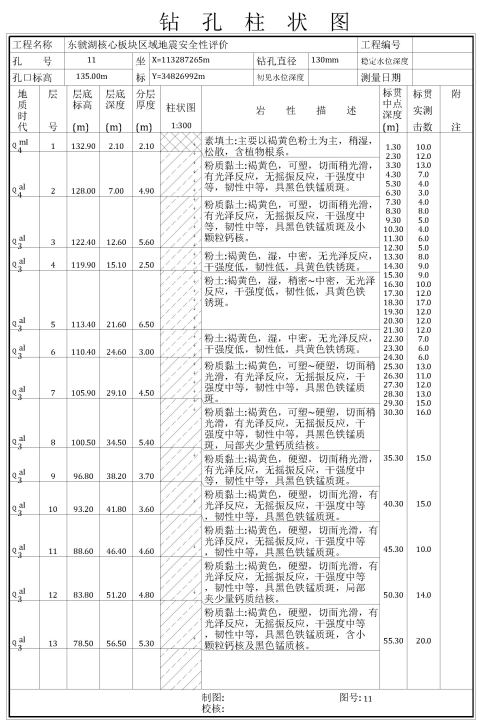 钻孔柱状图
工程名称 东虢湖核心板块区域地震安全性评价 工程编号
孔 号 11 坐 X=113287265m 钻孔直径 130mm 稳定水位深度
孔口标高 135.00m 标 Y=34826992m 初见水位深度 测量日期
地质时代 层号 层底标高(m) 层底深度(m) 分层厚度(m) 柱状图 1:300 岩 性 描 述 标贯中点深度(m) 标贯实测击数 附注
Q4 ml 1 132.90 2.10 2.10
素填土:主要以褐黄色粉土为主，稍湿，
松散，含植物根系。
Q4 al 2 128.00 7.00 4.90
粉质黏土:褐黄色，可塑，切面稍光滑，
有光泽反应，无摇振反应，干强度中
等，韧性中等，具黑色铁锰质斑。
Q3 al 3 122.40 12.60 5.60
粉质黏土:褐黄色，可塑，切面稍光滑，
有光泽反应，无摇振反应，干强度中
等，韧性中等，具黑色铁锰质斑及小
颗粒钙核。
Q3 al 4 119.90 15.10 2.50
粉土:褐黄色，湿，中密，无光泽反应，
干强度低，韧性低，具黄色铁锈斑。
Q3 al 5 113.40 21.60 6.50
粉土:褐黄色，湿，稍密~中密，无光泽
反应，干强度低，韧性低，具黄色铁
锈斑。
Q3 al 6 110.40 24.60 3.00
粉土:褐黄色，湿，中密，无光泽反应，
干强度低，韧性低，具黄色铁锈斑。
Q3 al 7 105.90 29.10 4.50
粉质黏土:褐黄色，可塑~硬塑，切面稍
光滑，有光泽反应，无摇振反应，干
强度中等，韧性中等，具黑色铁锰质
斑。
Q3 al 8 100.50 34.50 5.40
粉质黏土:褐黄色，可塑~硬塑，切面稍
光滑，有光泽反应，无摇振反应，干
强度中等，韧性中等，具黑色铁锰质
斑，局部夹少量钙质结核。
Q3 al 9 96.80 38.20 3.70
粉质黏土:褐黄色，硬塑，切面稍光滑，
有光泽反应，无摇振反应，干强度中
等，韧性中等，具黑色铁锰质斑。
Q3 al 10 93.20 41.80 3.60
粉质黏土:褐黄色，硬塑，切面光滑，有
光泽反应，无摇振反应，干强度中等
，韧性中等，具黑色铁锰质斑。
Q3 al 11 88.60 46.40 4.60
粉质黏土:褐黄色，硬塑，切面光滑，有
光泽反应，无摇振反应，干强度中等
，韧性中等，具黑色铁锰质斑。
Q3 al 12 83.80 51.20 4.80
粉质黏土:褐黄色，硬塑，切面光滑，有
光泽反应，无摇振反应，干强度中等
，韧性中等，具黑色铁锰质斑，局部
夹少量钙质结核。
Q3 al 13 78.50 56.50 5.30
粉质黏土:褐黄色，硬塑，切面光滑，有
光泽反应，无摇振反应，干强度中等
，韧性中等，具黑色铁锰质斑，含小
颗粒钙核及黑色锰质核。
1.30 10.0
2.30 12.0
3.30 13.0
4.30 7.0
5.30 4.0
6.30 3.0
7.30 4.0
8.30 8.0
9.30 5.0
10.30 4.0
11.30 6.0
12.30 5.0
13.30 8.0
14.30 9.0
15.30 9.0
16.30 10.0
17.30 12.0
18.30 17.0
19.30 12.0
20.30 12.0
21.30 12.0
22.30 7.0
23.30 6.0
24.30 6.0
25.30 13.0
26.30 11.0
27.30 12.0
28.30 13.0
29.30 15.0
30.30 16.0
35.30 15.0
40.30 15.0
45.30 10.0
50.30 14.0
55.30 20.0
制图: 图号: 11
校核: